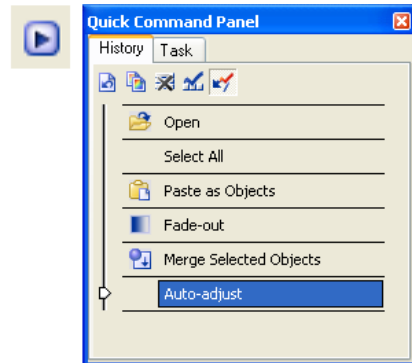 Quick Command Panel
History Task
Open
Select All
Paste as Objects
Fade-out
Merge Selected Objects
Auto-adjust